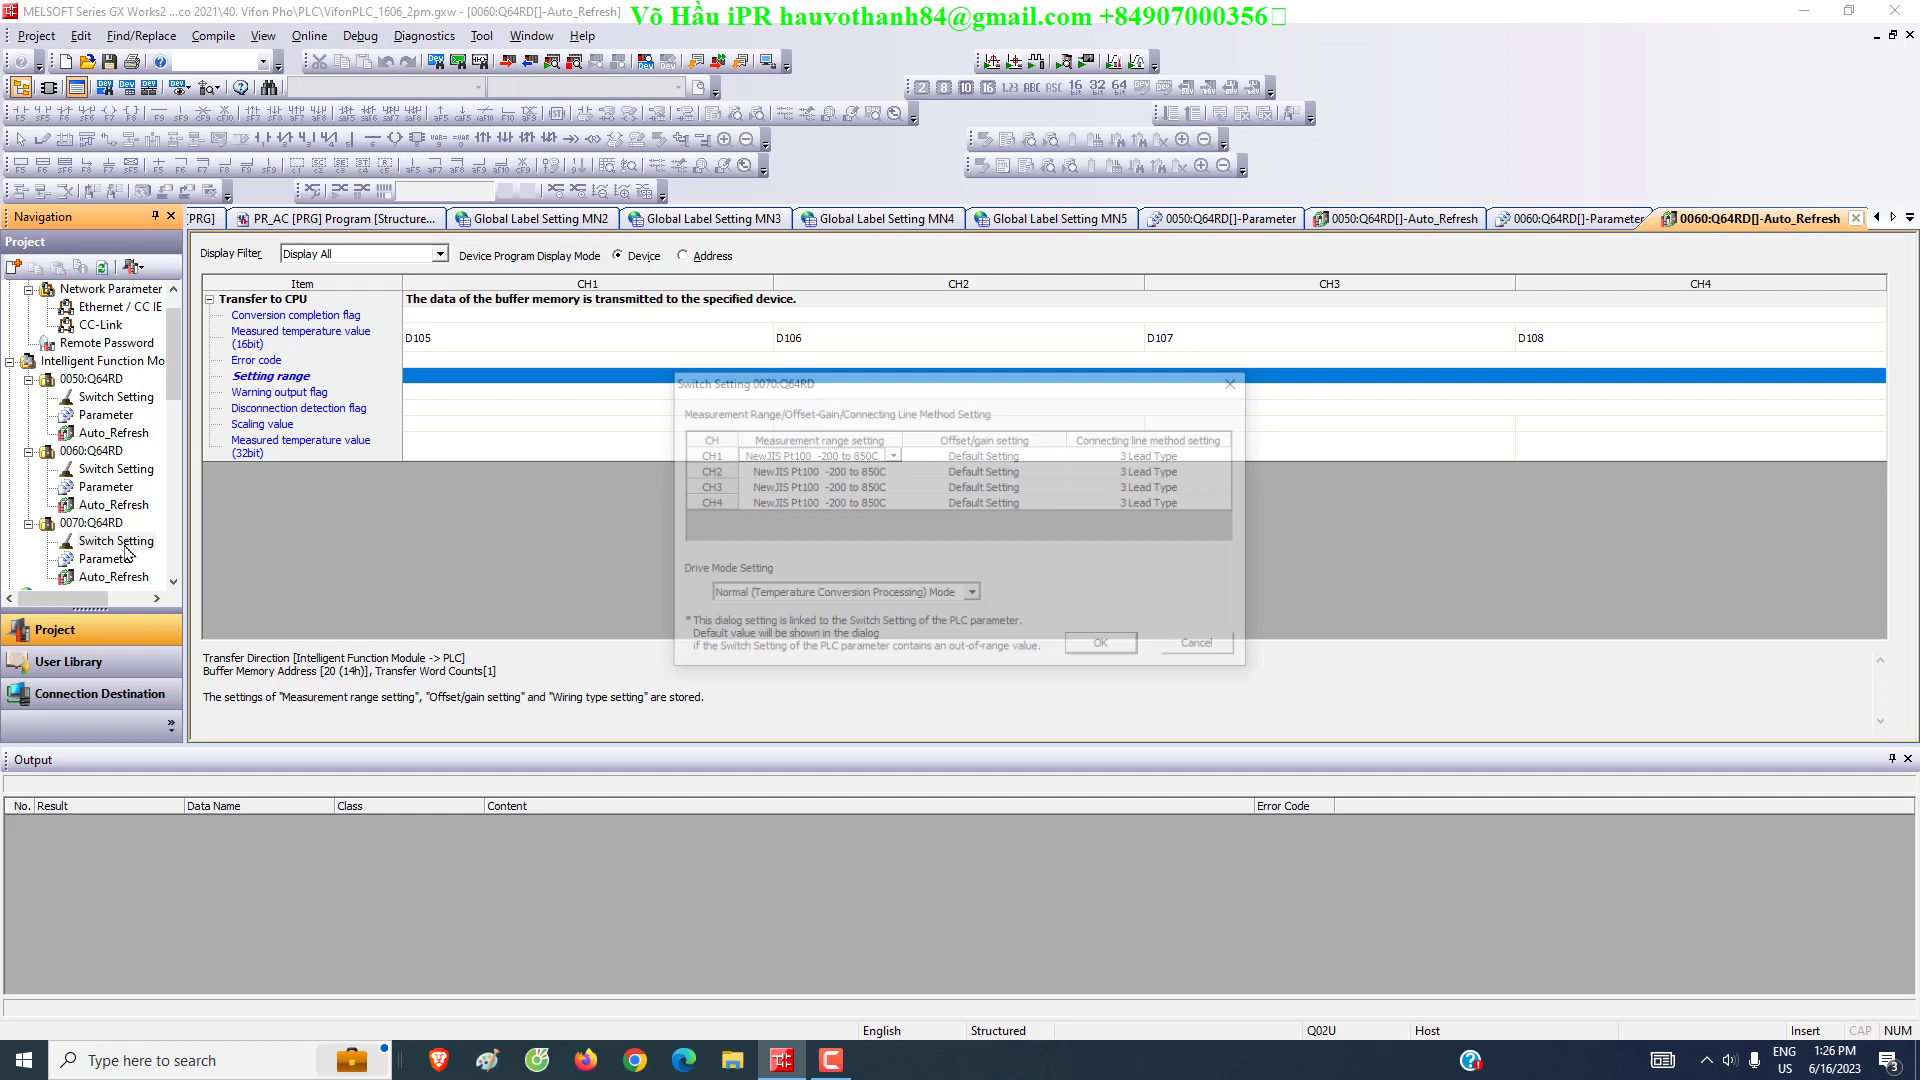 MELSOFT Series GX Works2 ...co 2021\40. Vifon Pho\PLC\VifonPLC_1606_2pm.gxw - [0060:Q64RD[]-Auto_Refresh]
Võ Hầu iPR hauvothanh84@gmail.com +84907000356
Project Edit Find/Replace Compile View Online Debug Diagnostics Tool Window Help
Navigation
[PRG] PR_AC [PRG] Program [Structure... Global Label Setting MN2 Global Label Setting MN3 Global Label Setting MN4 Global Label Setting MN5 0050:Q64RD[]-Parameter 0050:Q64RD[]-Auto_Refresh 0060:Q64RD[]-Parameter 0060:Q64RD[]-Auto_Refresh
Project
Network Parameter
Ethernet / CC IE
CC-Link
Remote Password
Intelligent Function Mo
0050:Q64RD
Switch Setting
Parameter
Auto_Refresh
0060:Q64RD
Switch Setting
Parameter
Auto_Refresh
0070:Q64RD
Switch Setting
Parameter
Auto_Refresh
Project
User Library
Connection Destination
Display Filter Display All Device Program Display Mode Device Address
Item CH1 CH2 CH3 CH4
Transfer to CPU The data of the buffer memory is transmitted to the specified device.
Conversion completion flag
Measured temperature value
(16bit) D105 D106 D107 D108
Error code
Setting range
Warning output flag
Disconnection detection flag
Scaling value
Measured temperature value
(32bit)
Switch Setting 0070:Q64RD
Measurement Range/Offset-Gain/Connecting Line Method Setting
CH Measurement range setting Offset/gain setting Connecting line method setting
CH1 NewJIS Pt100 -200 to 850C Default Setting 3 Lead Type
CH2 NewJIS Pt100 -200 to 850C Default Setting 3 Lead Type
CH3 NewJIS Pt100 -200 to 850C Default Setting 3 Lead Type
CH4 NewJIS Pt100 -200 to 850C Default Setting 3 Lead Type
Drive Mode Setting
Normal (Temperature Conversion Processing) Mode
* This dialog setting is linked to the Switch Setting of the PLC parameter.
Default value will be shown in the dialog
if the Switch Setting of the PLC parameter contains an out-of-range value.
OK Cancel
Transfer Direction [Intelligent Function Module -> PLC]
Buffer Memory Address [20 (14h)], Transfer Word Counts[1]
The settings of "Measurement range setting", "Offset/gain setting" and "Wiring type setting" are stored.
Output
No. Result Data Name Class Content Error Code
English Structured Q02U Host Insert CAP NUM
Type here to search
ENG
US
1:26 PM
6/16/2023
3